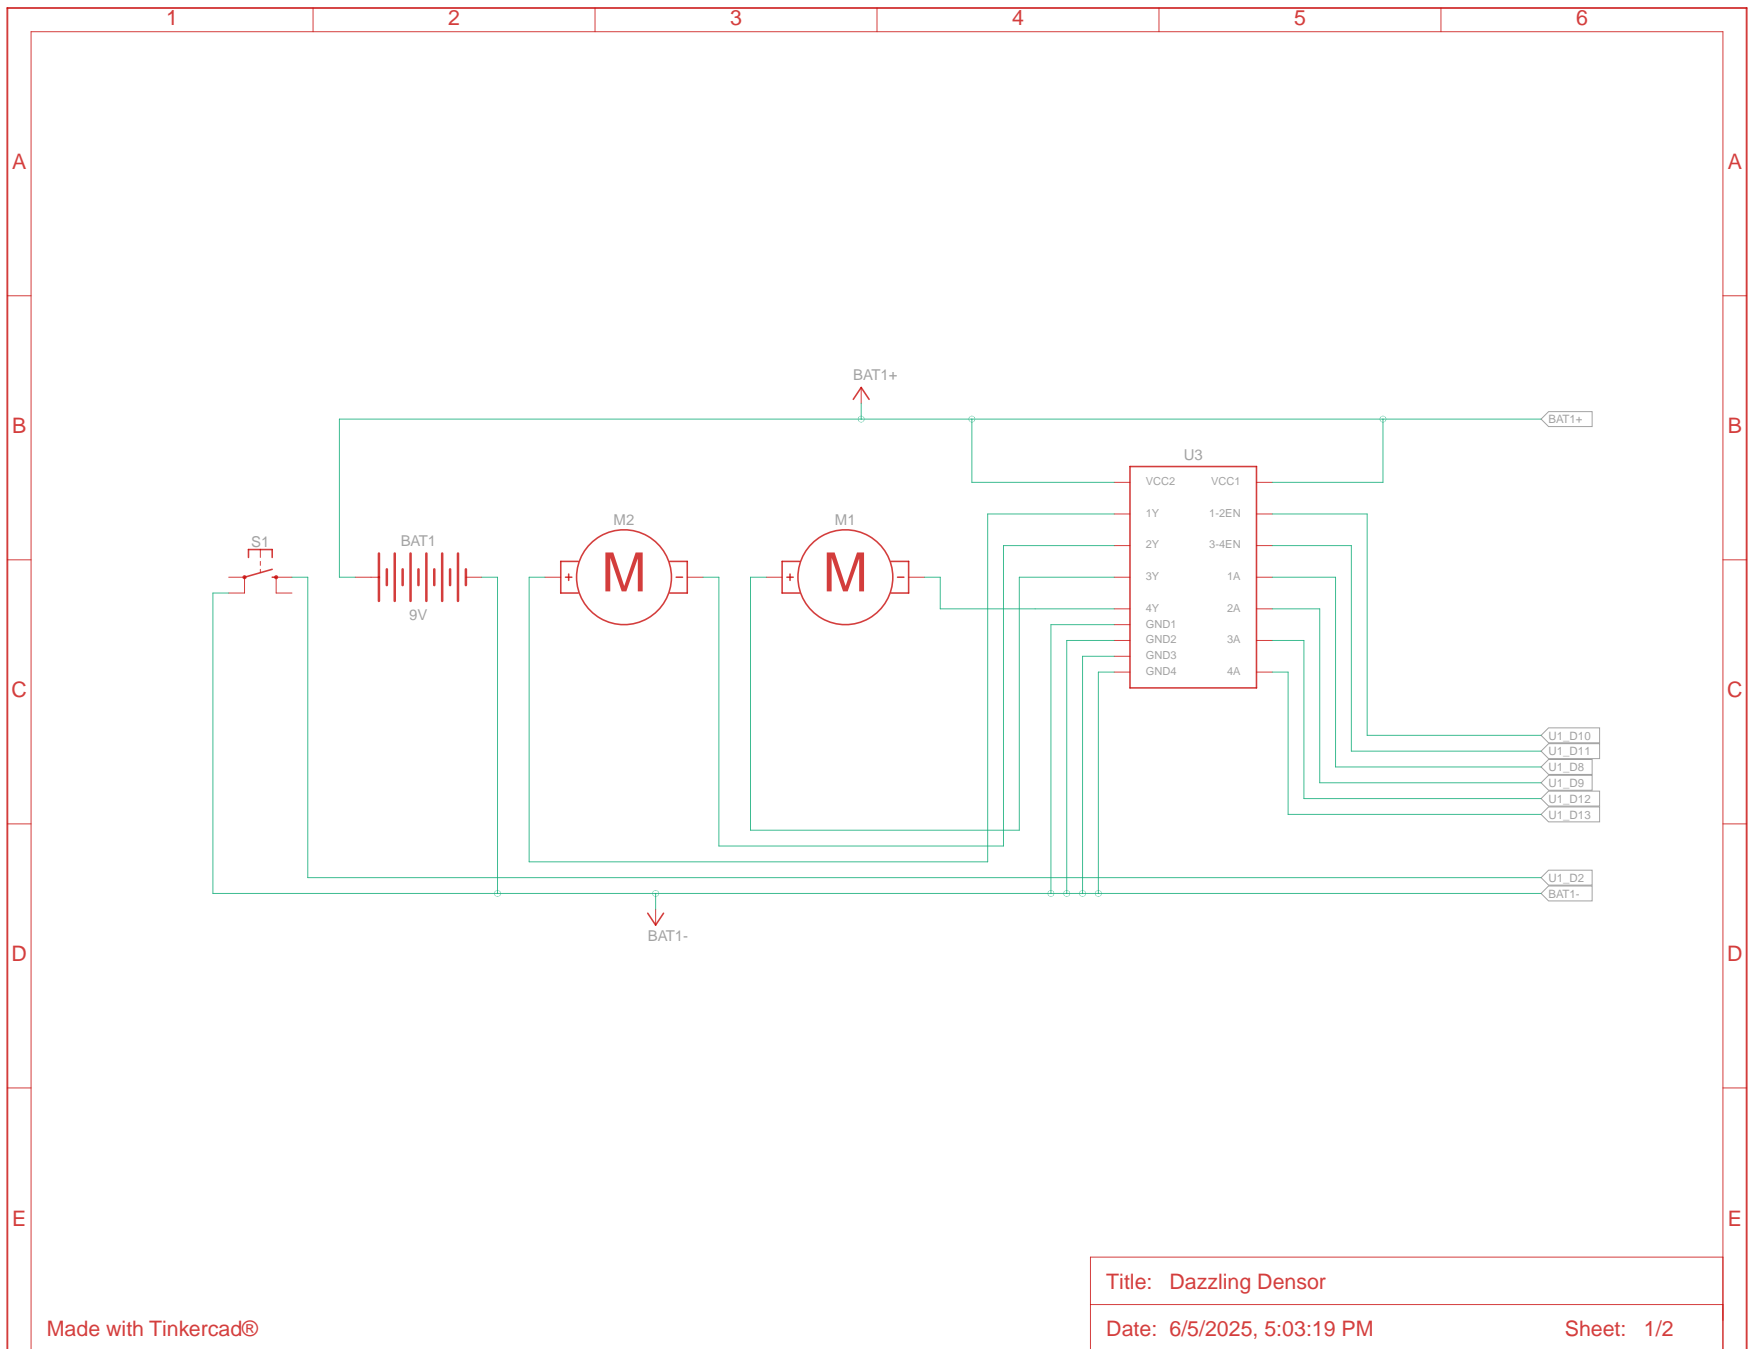 1 2 3 4 5 6
A A
BAT1+
B B
BAT1+
U3
VCC2 VCC1
1Y 1-2EN
2Y 3-4EN
3Y 1A
4Y 2A
GND1
GND2 3A
GND3
GND4 4A
S1
BAT1
9V
M2
+ M -
M1
+ M -
C C
U1_D10
U1_D11
U1_D8
U1_D9
U1_D12
U1_D13
U1_D2
BAT1-
BAT1-
D D
E E
Title: Dazzling Densor
Made with Tinkercad®
Date: 6/5/2025, 5:03:19 PM Sheet: 1/2